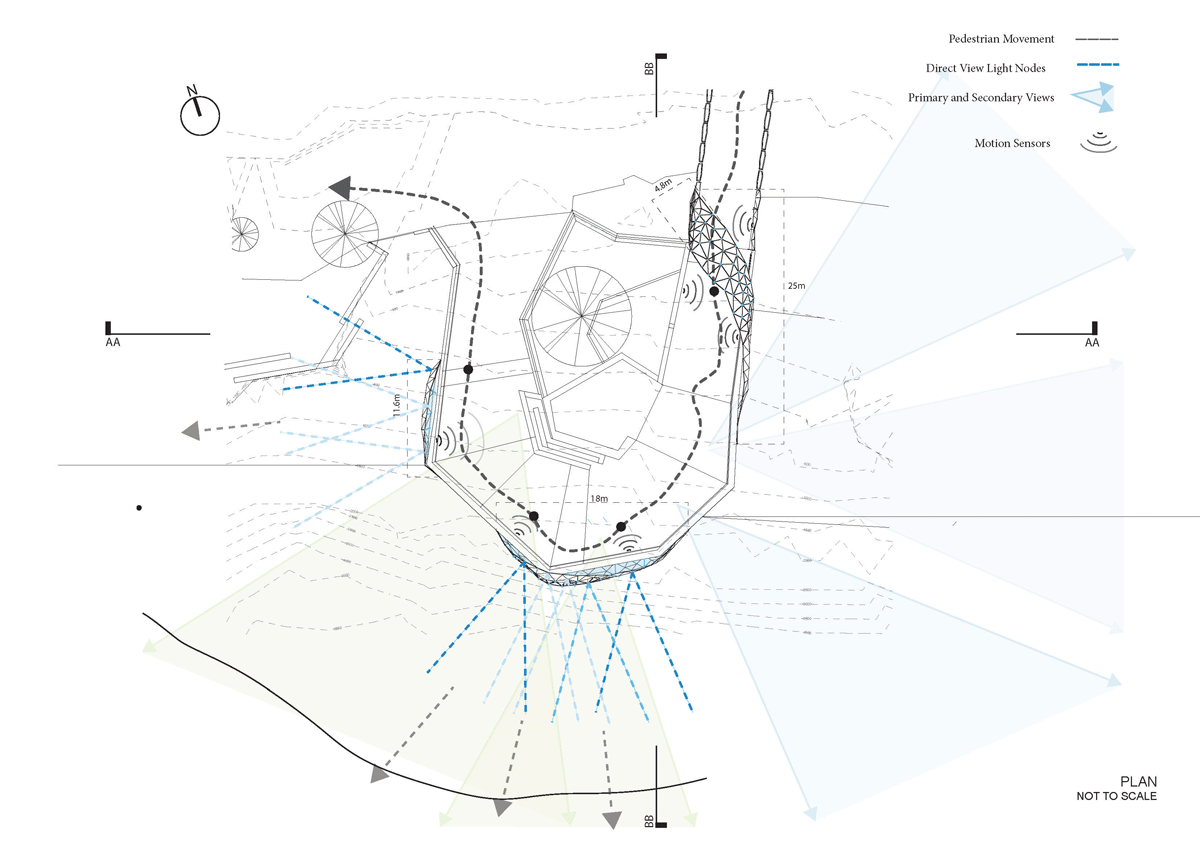 Pedestrian Movement
Direct View Light Nodes
Primary and Secondary Views
Motion Sensors
N
BB
4.8m
25m
AA
AA
11.6m
18m
BB
PLAN
NOT TO SCALE